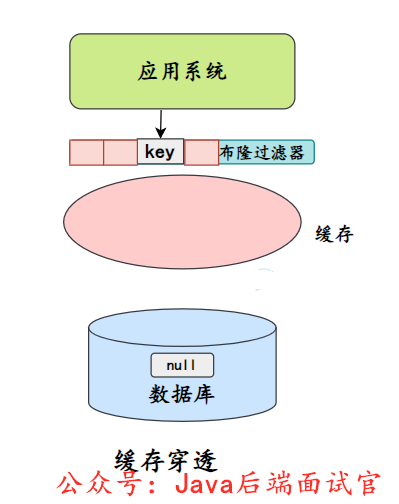 应用系统
key
布隆过滤器
缓存
null
数据库
缓存穿透
公众号：Java后端面试官